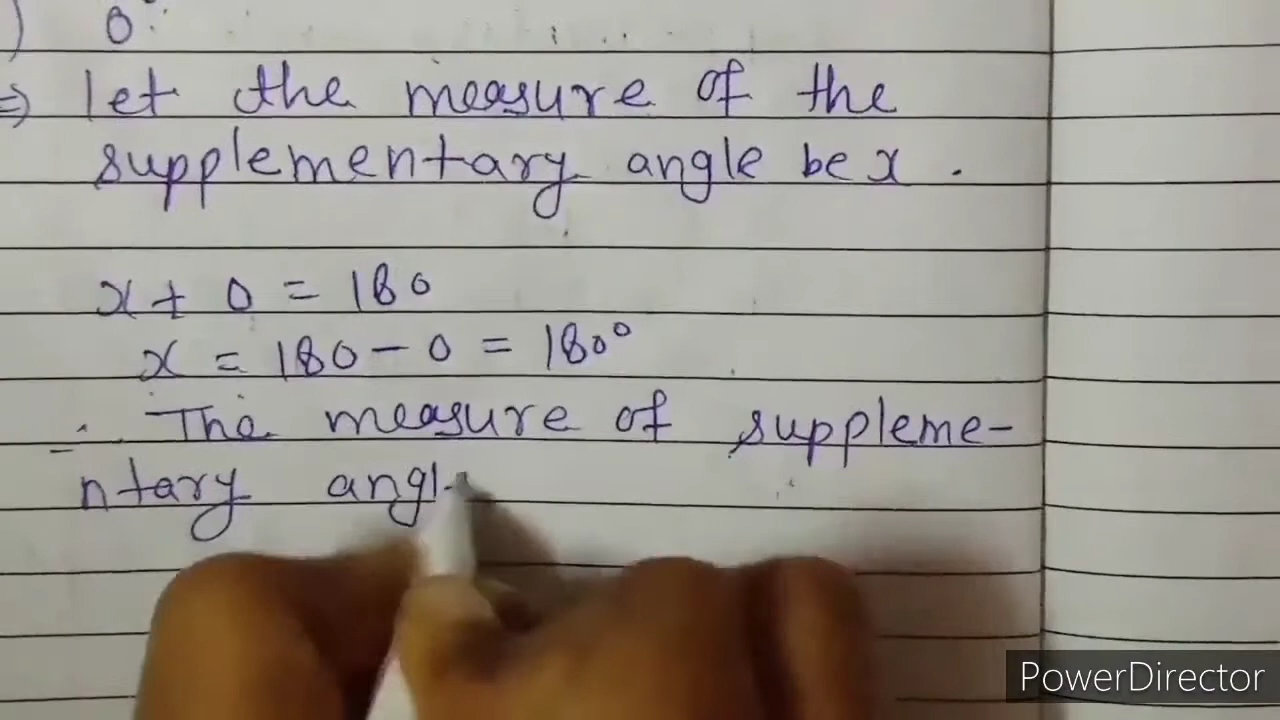 ) 0°
⇒ let the measure of the
supplementary angle be x .
x + 0 = 180
x = 180 - 0 = 180°
∴ The measure of suppleme-
ntary angl
PowerDirector